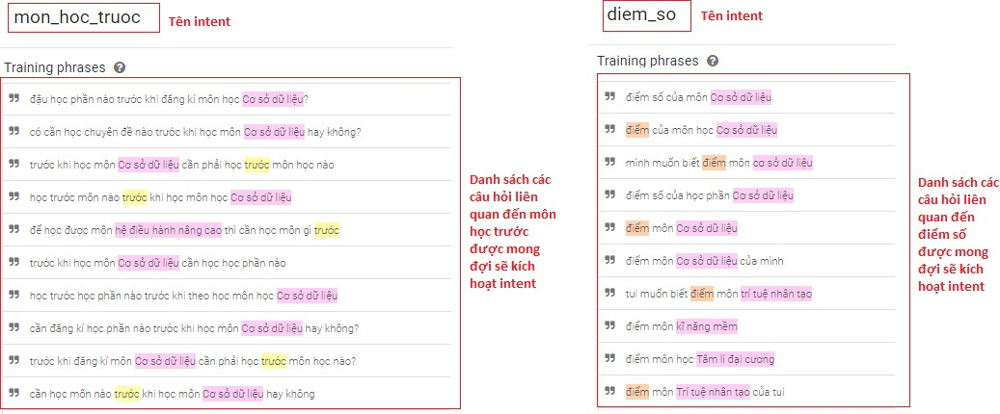 mon_hoc_truoc
Tên intent
Training phrases
đậu học phần nào trước khi đăng kí môn học Cơ sở dữ liệu?
có cần học chuyên đề nào trước khi học môn Cơ sở dữ liệu hay không?
trước khi học môn Cơ sở dữ liệu cần phải học trước môn học nào
học trước môn nào trước khi học môn học Cơ sở dữ liệu
để học được môn hệ điều hành nâng cao thì cần học môn gì trước
trước khi học môn Cơ sở dữ liệu cần học học phần nào
học trước học phần nào trước khi theo học môn học Cơ sở dữ liệu
cần đăng kí học phần nào trước khi học môn Cơ sở dữ liệu hay không?
trước khi đăng kí môn Cơ sở dữ liệu cần phải học trước môn học nào?
cần học môn nào trước khi học môn Cơ sở dữ liệu hay không
Danh sách các
câu hỏi liên
quan đến môn
học trước
được mong
đợi sẽ kích
hoạt intent
diem_so
Tên intent
Training phrases
điểm số của môn Cơ sở dữ liệu
điểm của môn học Cơ sở dữ liệu
mình muốn biết điểm môn cơ sở dữ liệu
điểm số của học phần Cơ sở dữ liệu
điểm môn Cơ sở dữ liệu
điểm môn Cơ sở dữ liệu của mình
tui muốn biết điểm môn trí tuệ nhân tạo
điểm môn kĩ năng mềm
điểm môn học Tâm lí đại cương
điểm môn Trí tuệ nhân tạo của tui
Danh sách các
câu hỏi liên
quan đến
điểm số
được mong
đợi sẽ kích
hoạt intent